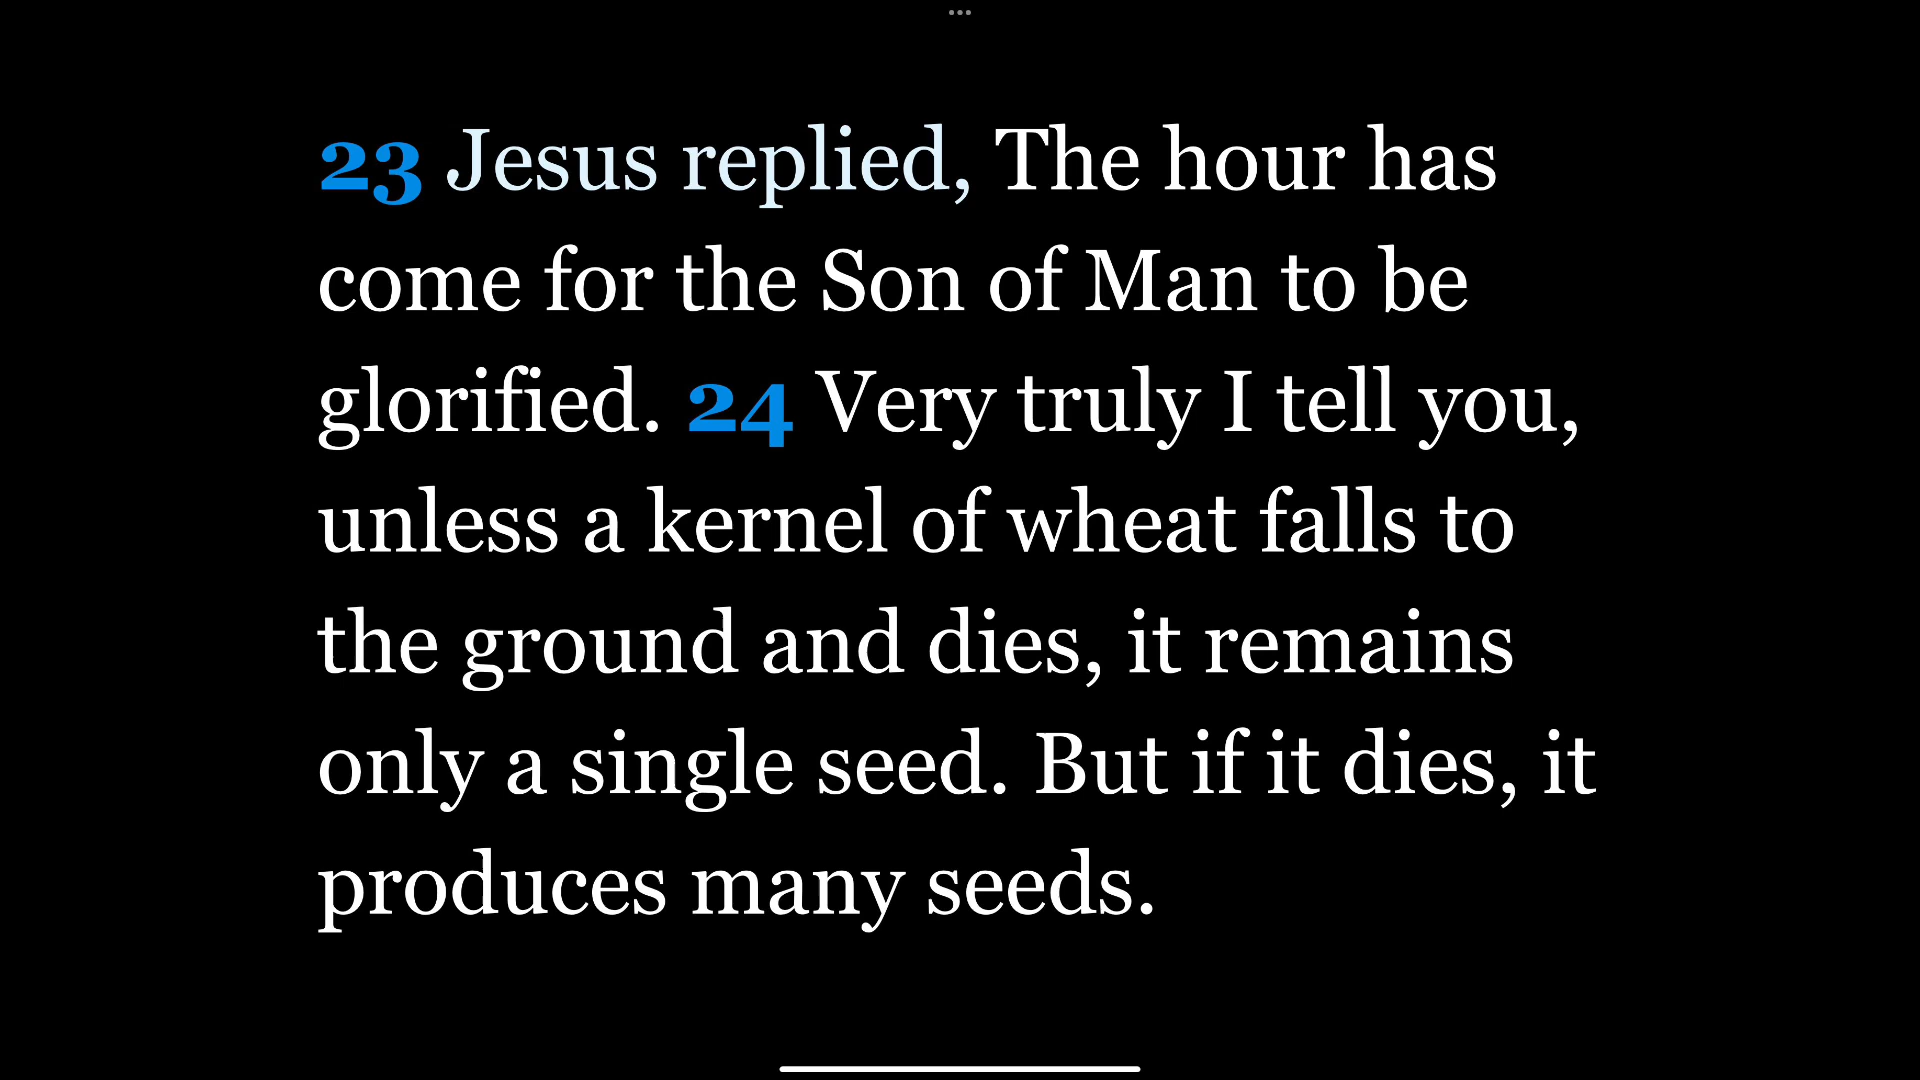 23 Jesus replied, The hour has
come for the Son of Man to be
glorified. 24 Very truly I tell you,
unless a kernel of wheat falls to
the ground and dies, it remains
only a single seed. But if it dies, it
produces many seeds.